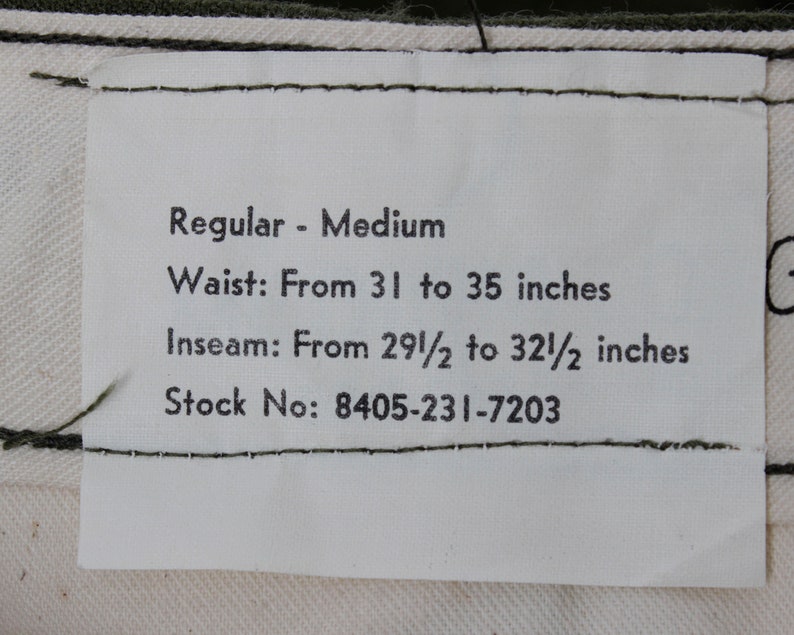 Regular - Medium
Waist: From 31 to 35 inches
Inseam: From 29½ to 32½ inches
Stock No: 8405-231-7203